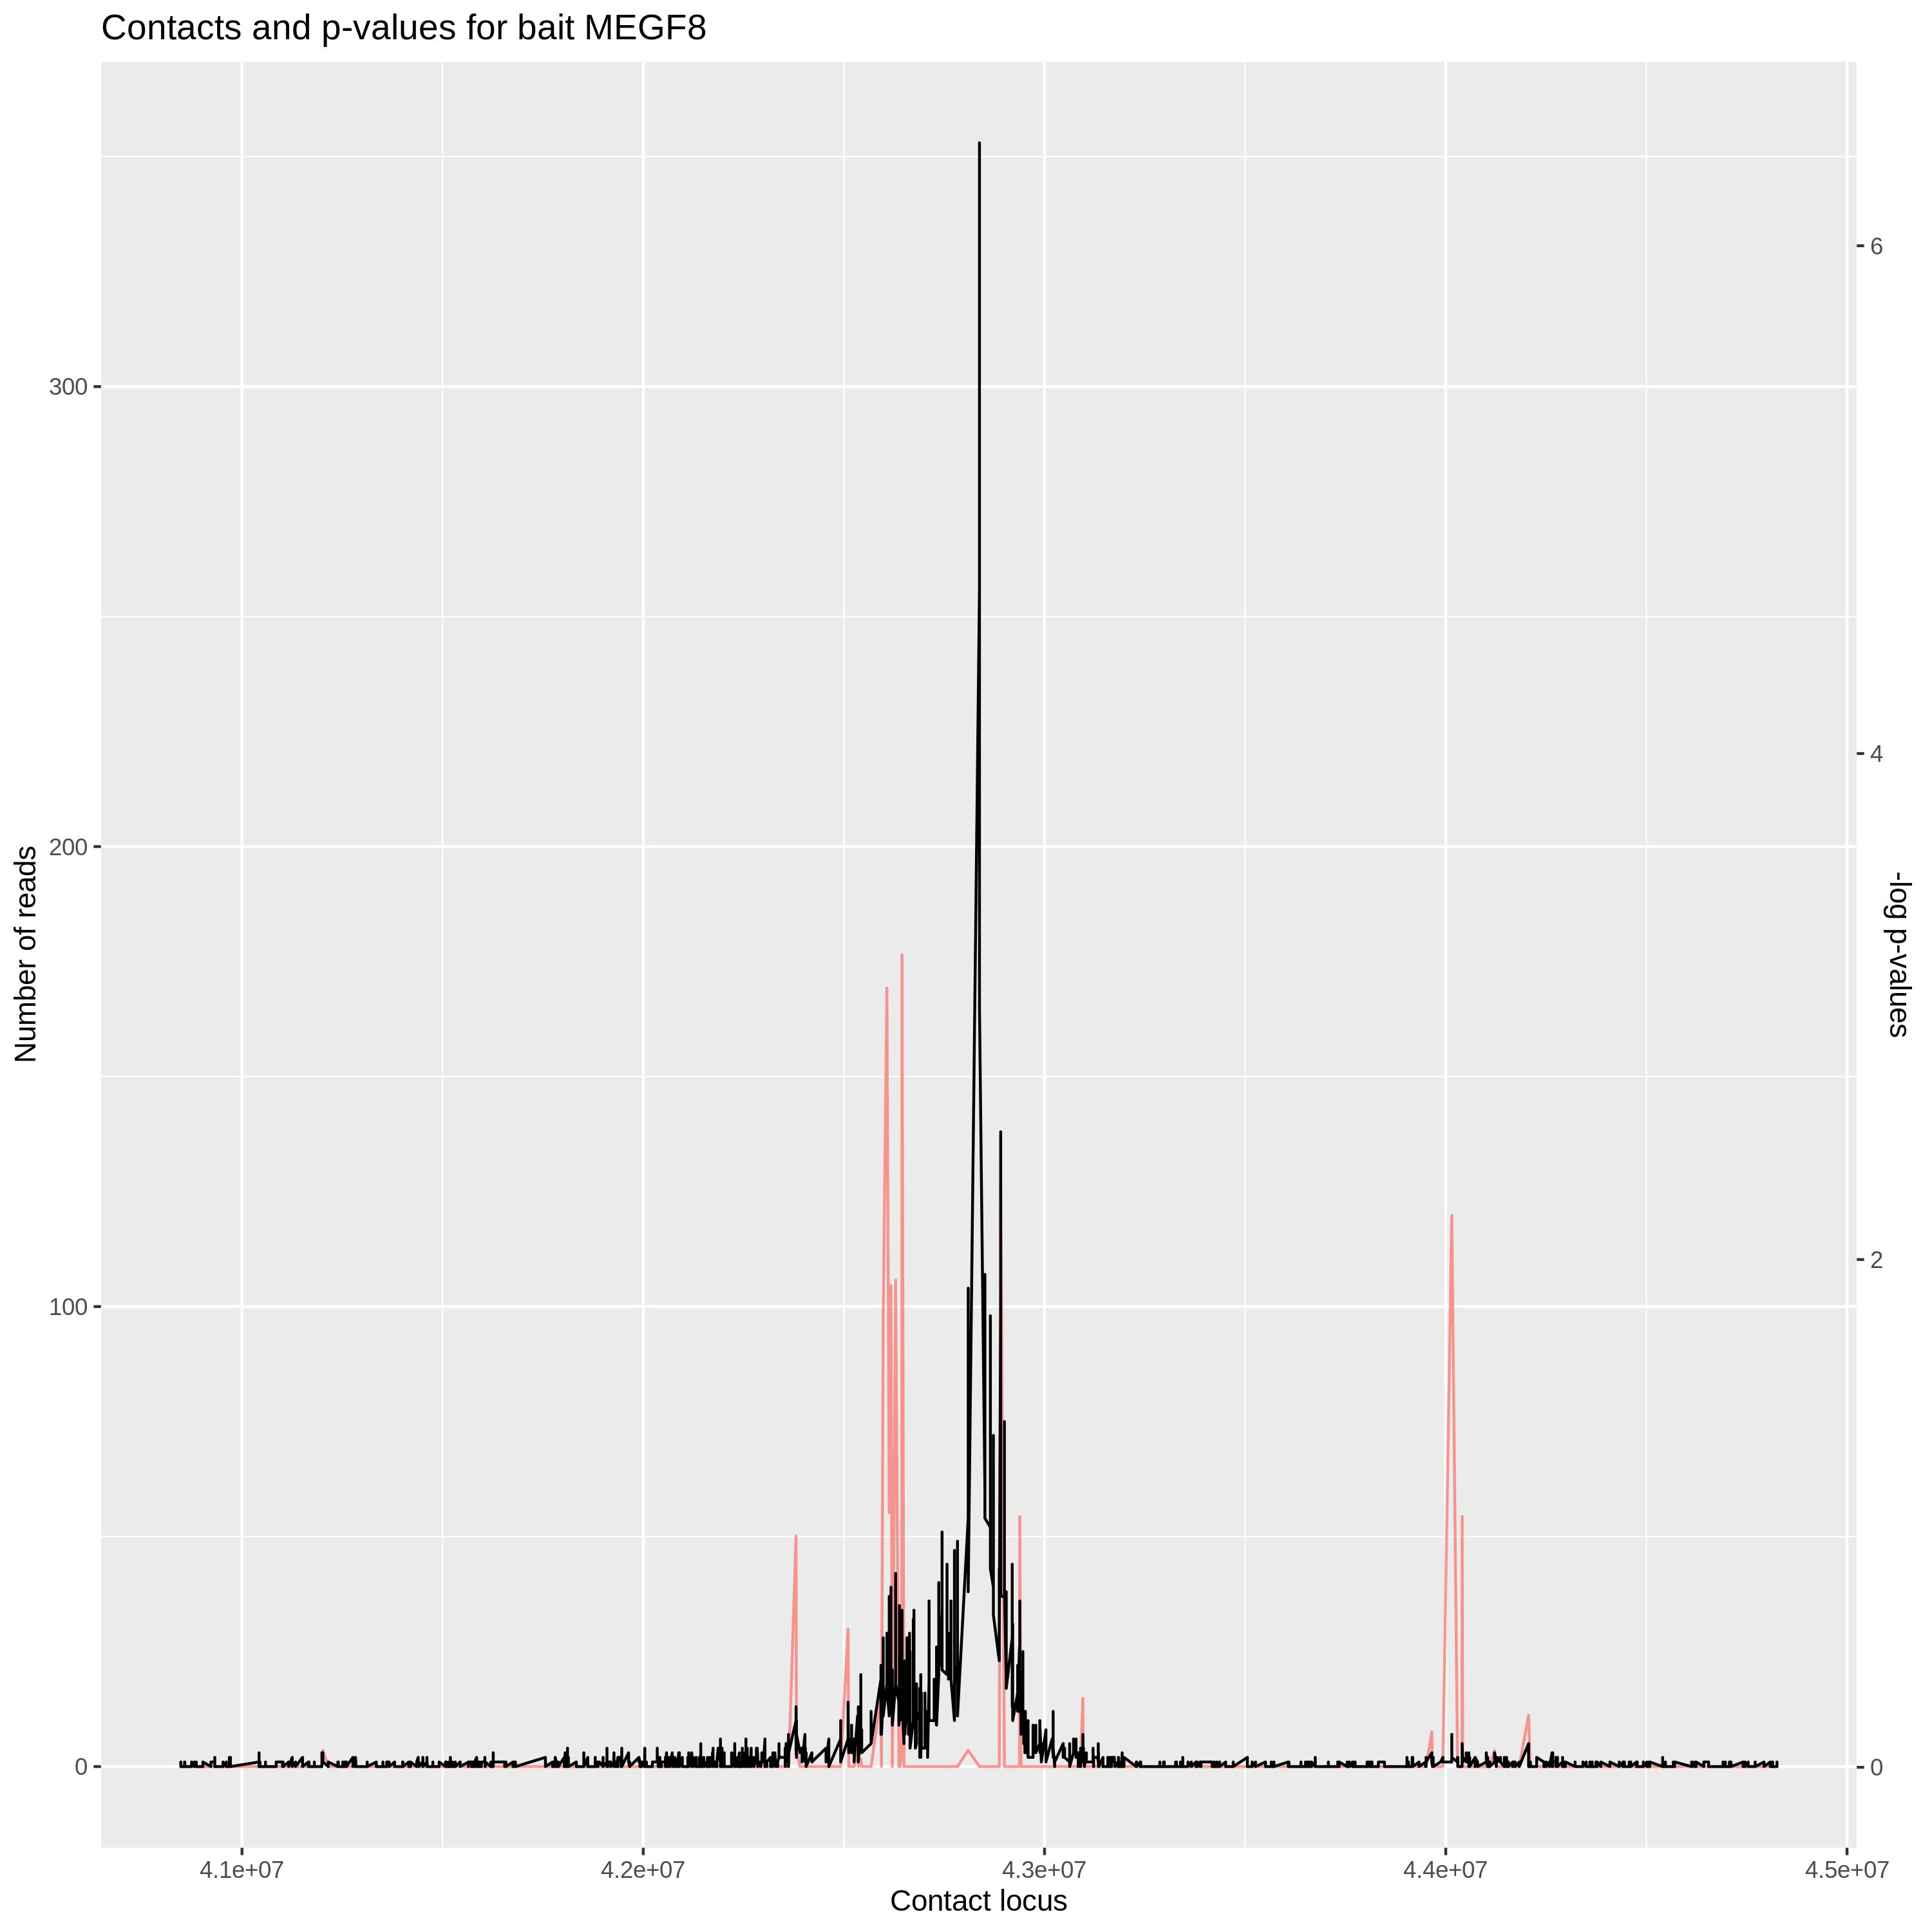 Contacts and p-values for bait MEGF8
Number of reads
300
200
100
0
6
4
2
0
-log p-values
4.1e+07 4.2e+07 4.3e+07 4.4e+07 4.5e+07
Contact locus